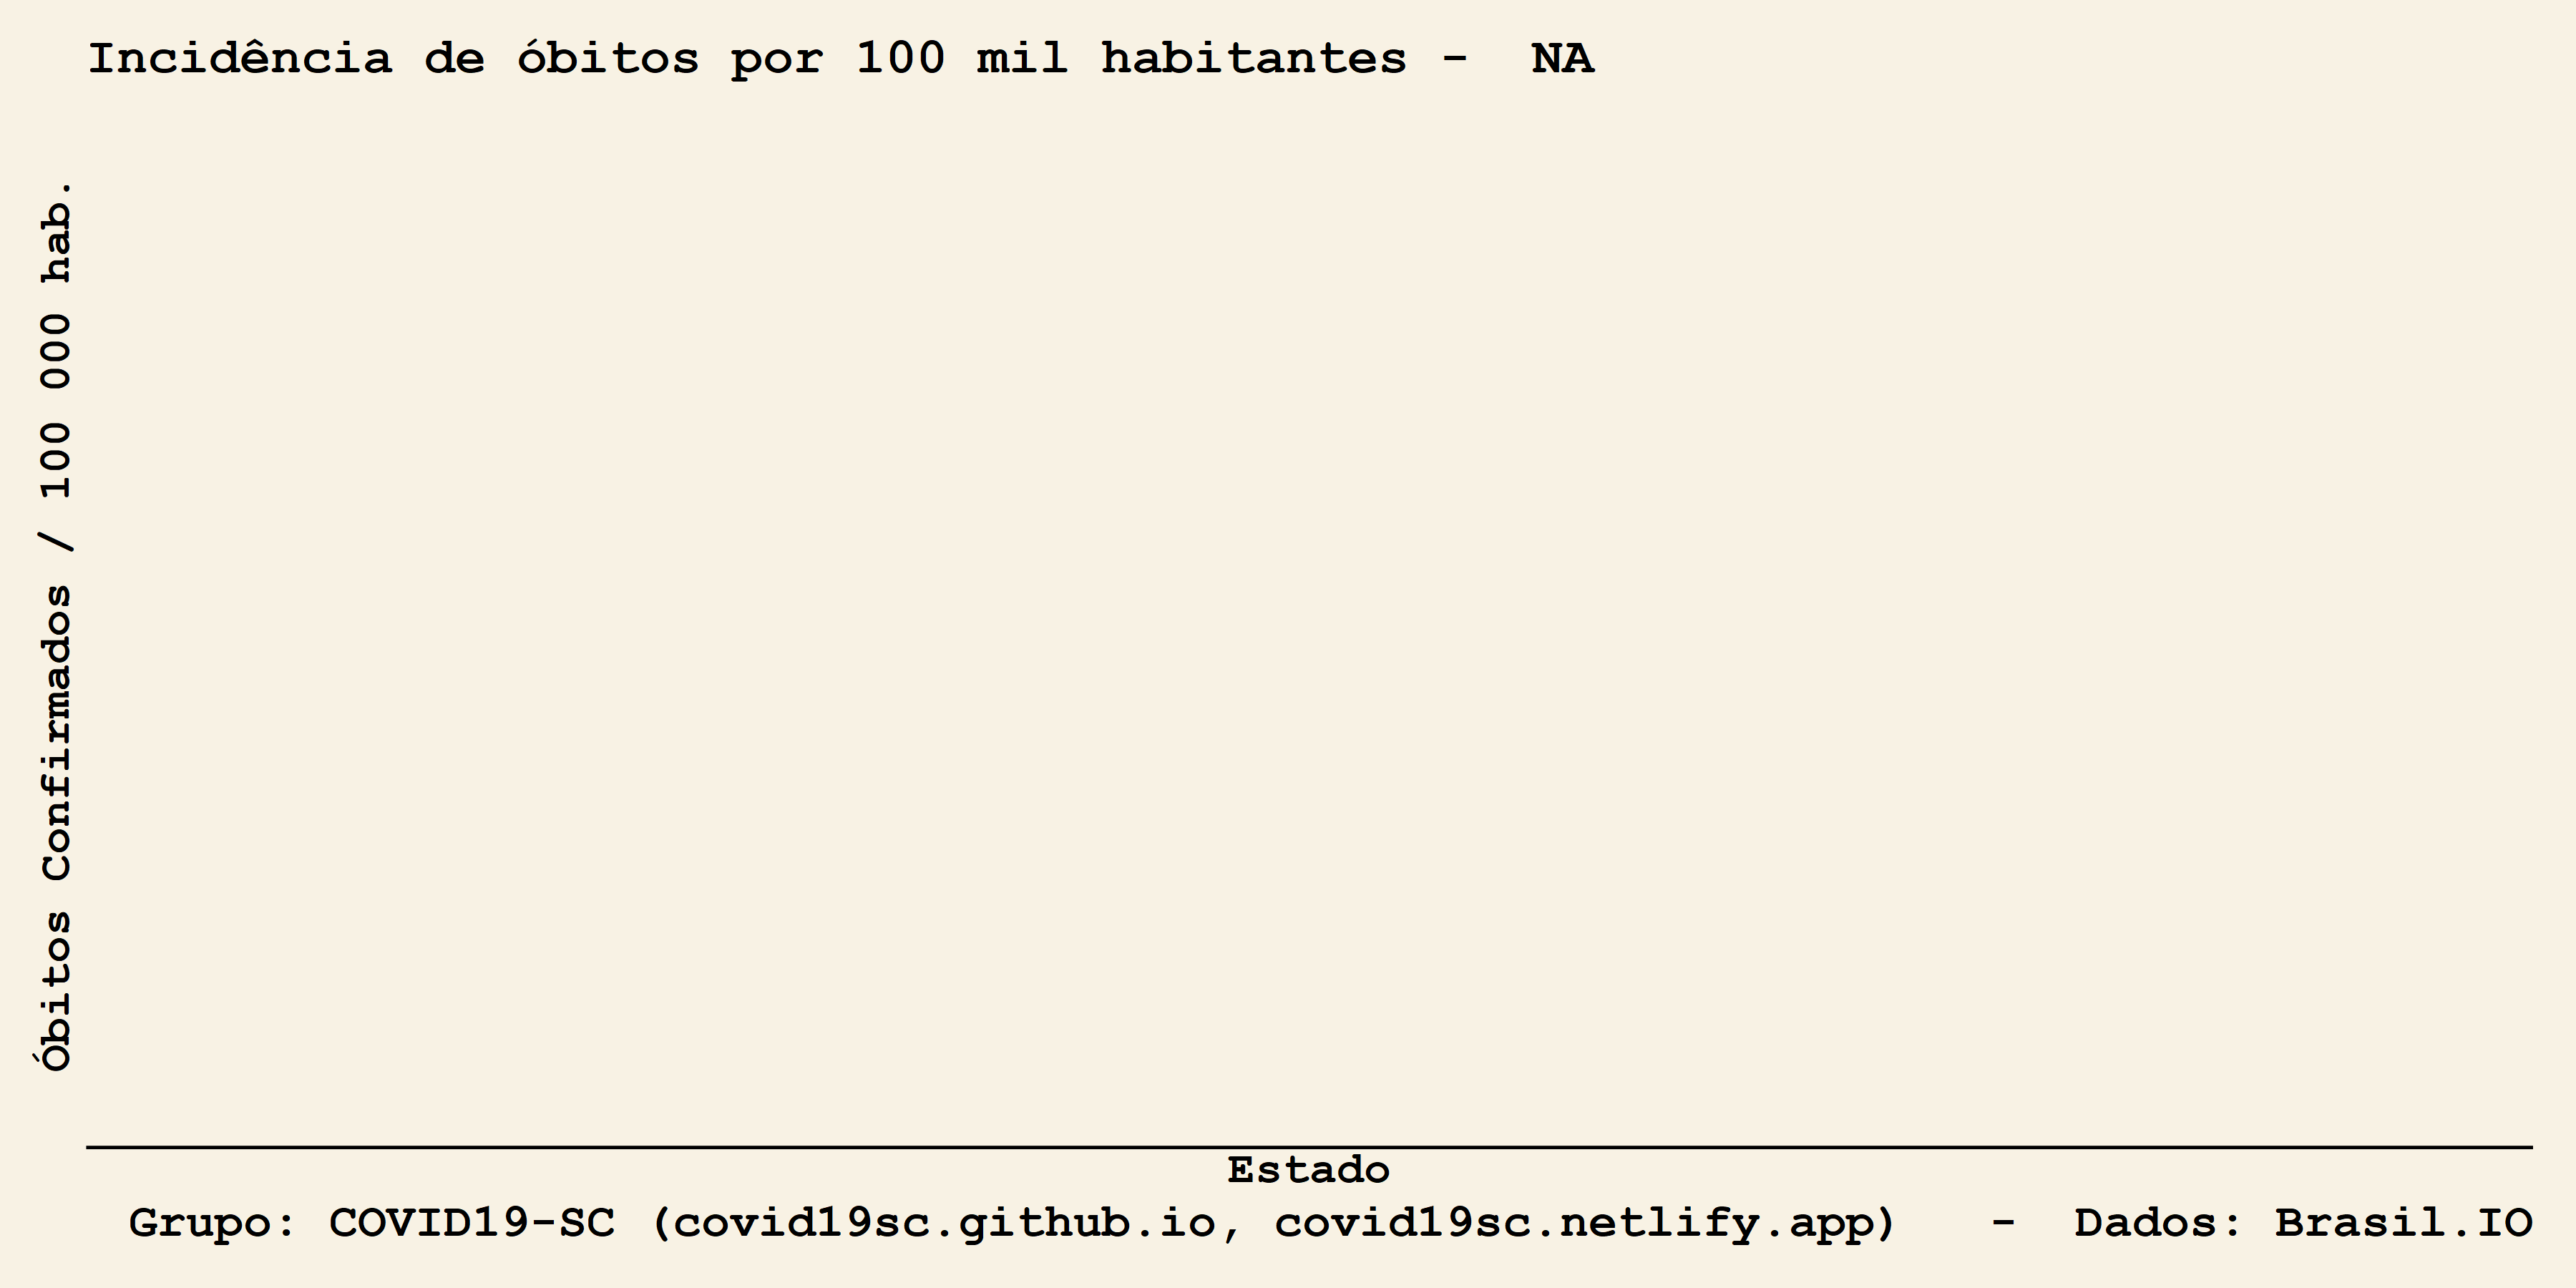 Incidência de óbitos por 100 mil habitantes -  NA
Óbitos Confirmados / 100 000 hab.
Estado
Grupo: COVID19-SC (covid19sc.github.io, covid19sc.netlify.app)   -  Dados: Brasil.IO